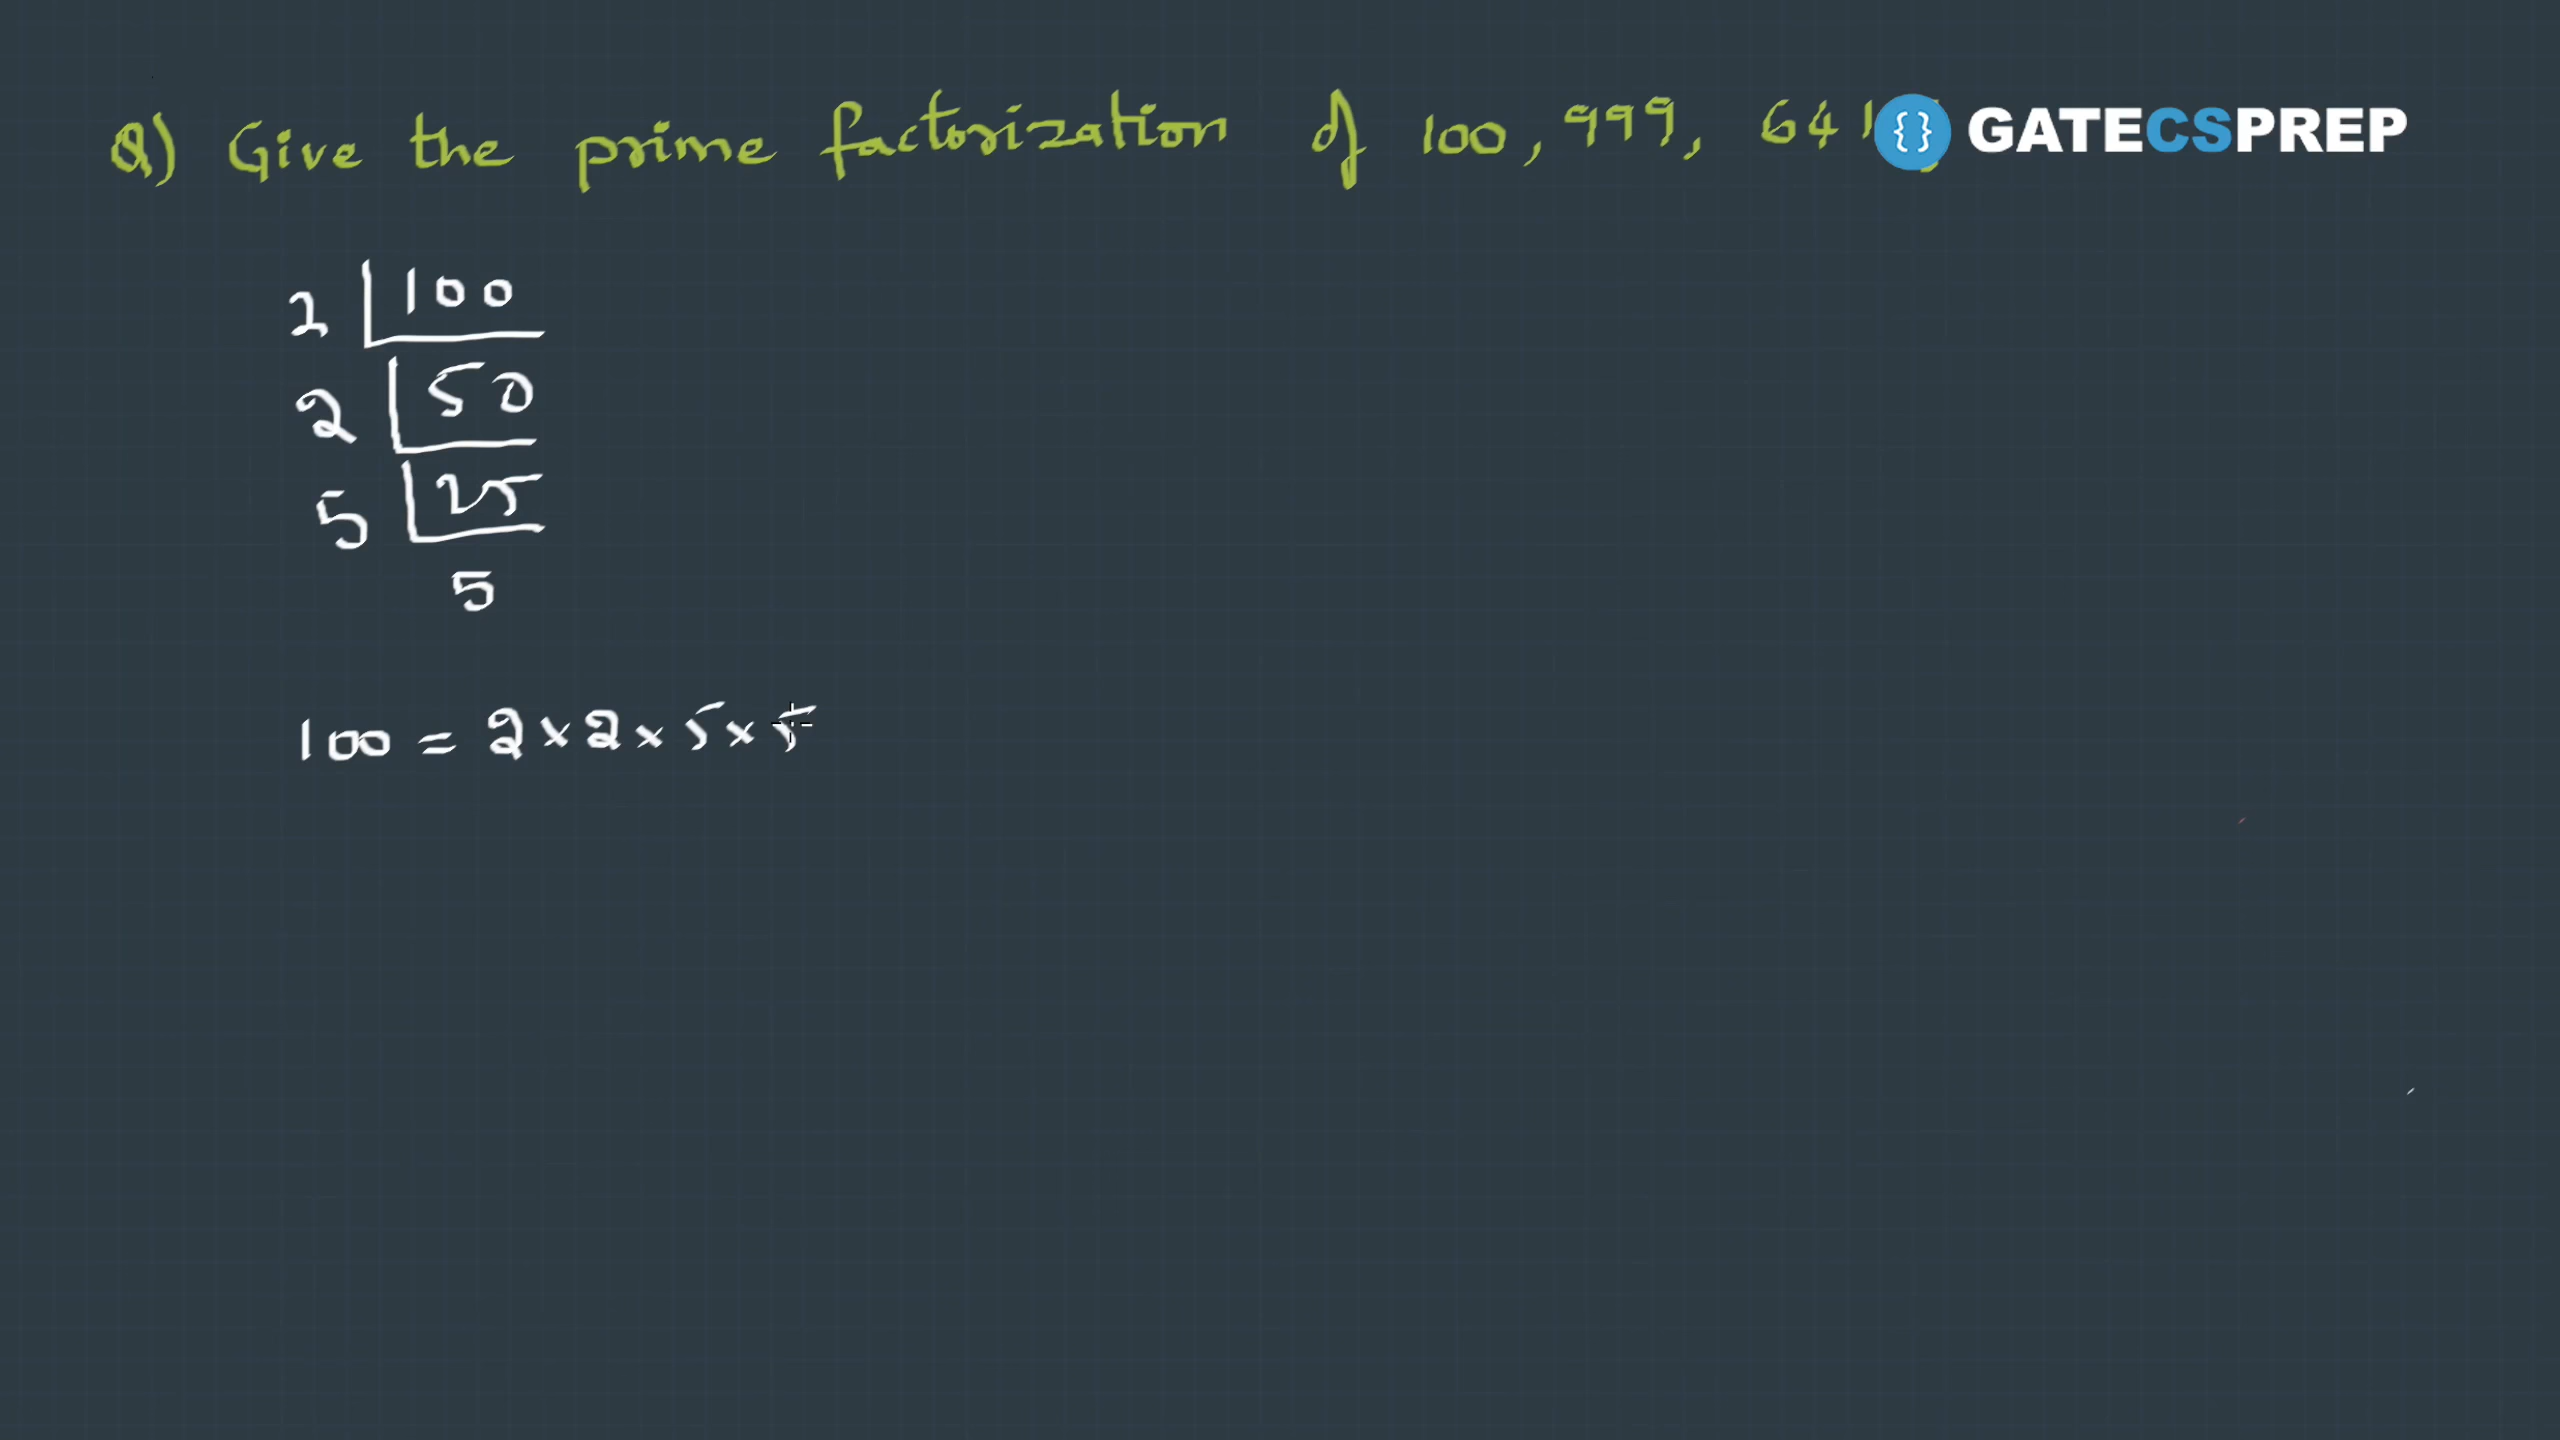 Q) Give the prime factorization of 100, 999, 641
{} GATECSPREP
2 | 100
2 | 50
5 | 25
5
100 = 2 × 2 × 5 × 5